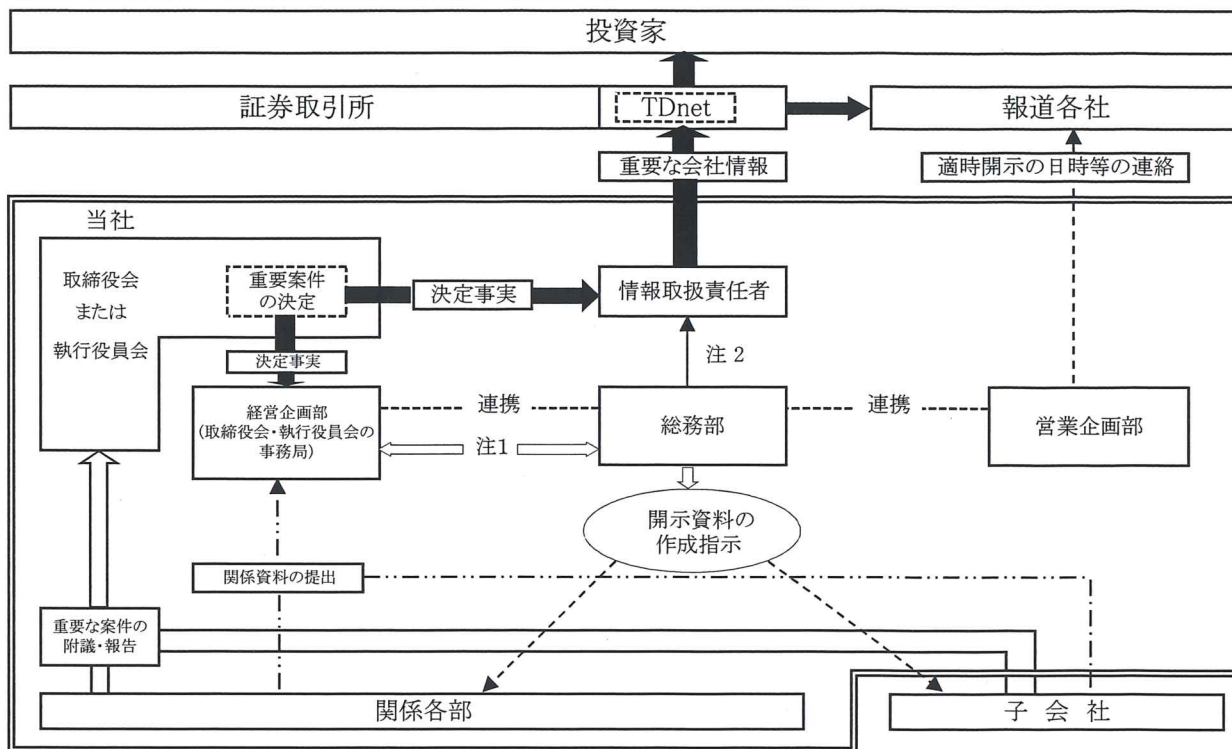 投資家
証券取引所
TDnet
報道各社
重要な会社情報
適時開示の日時等の連絡
当社
取締役会
または
執行役員会
重要案件
の決定
決定事実
情報取扱責任者
決定事実
注 2
経営企画部
(取締役会・執行役員会の
事務局)
連携
注1
総務部
連携
営業企画部
開示資料の
作成指示
関係資料の提出
重要な案件の
附議・報告
関係各部
子 会 社